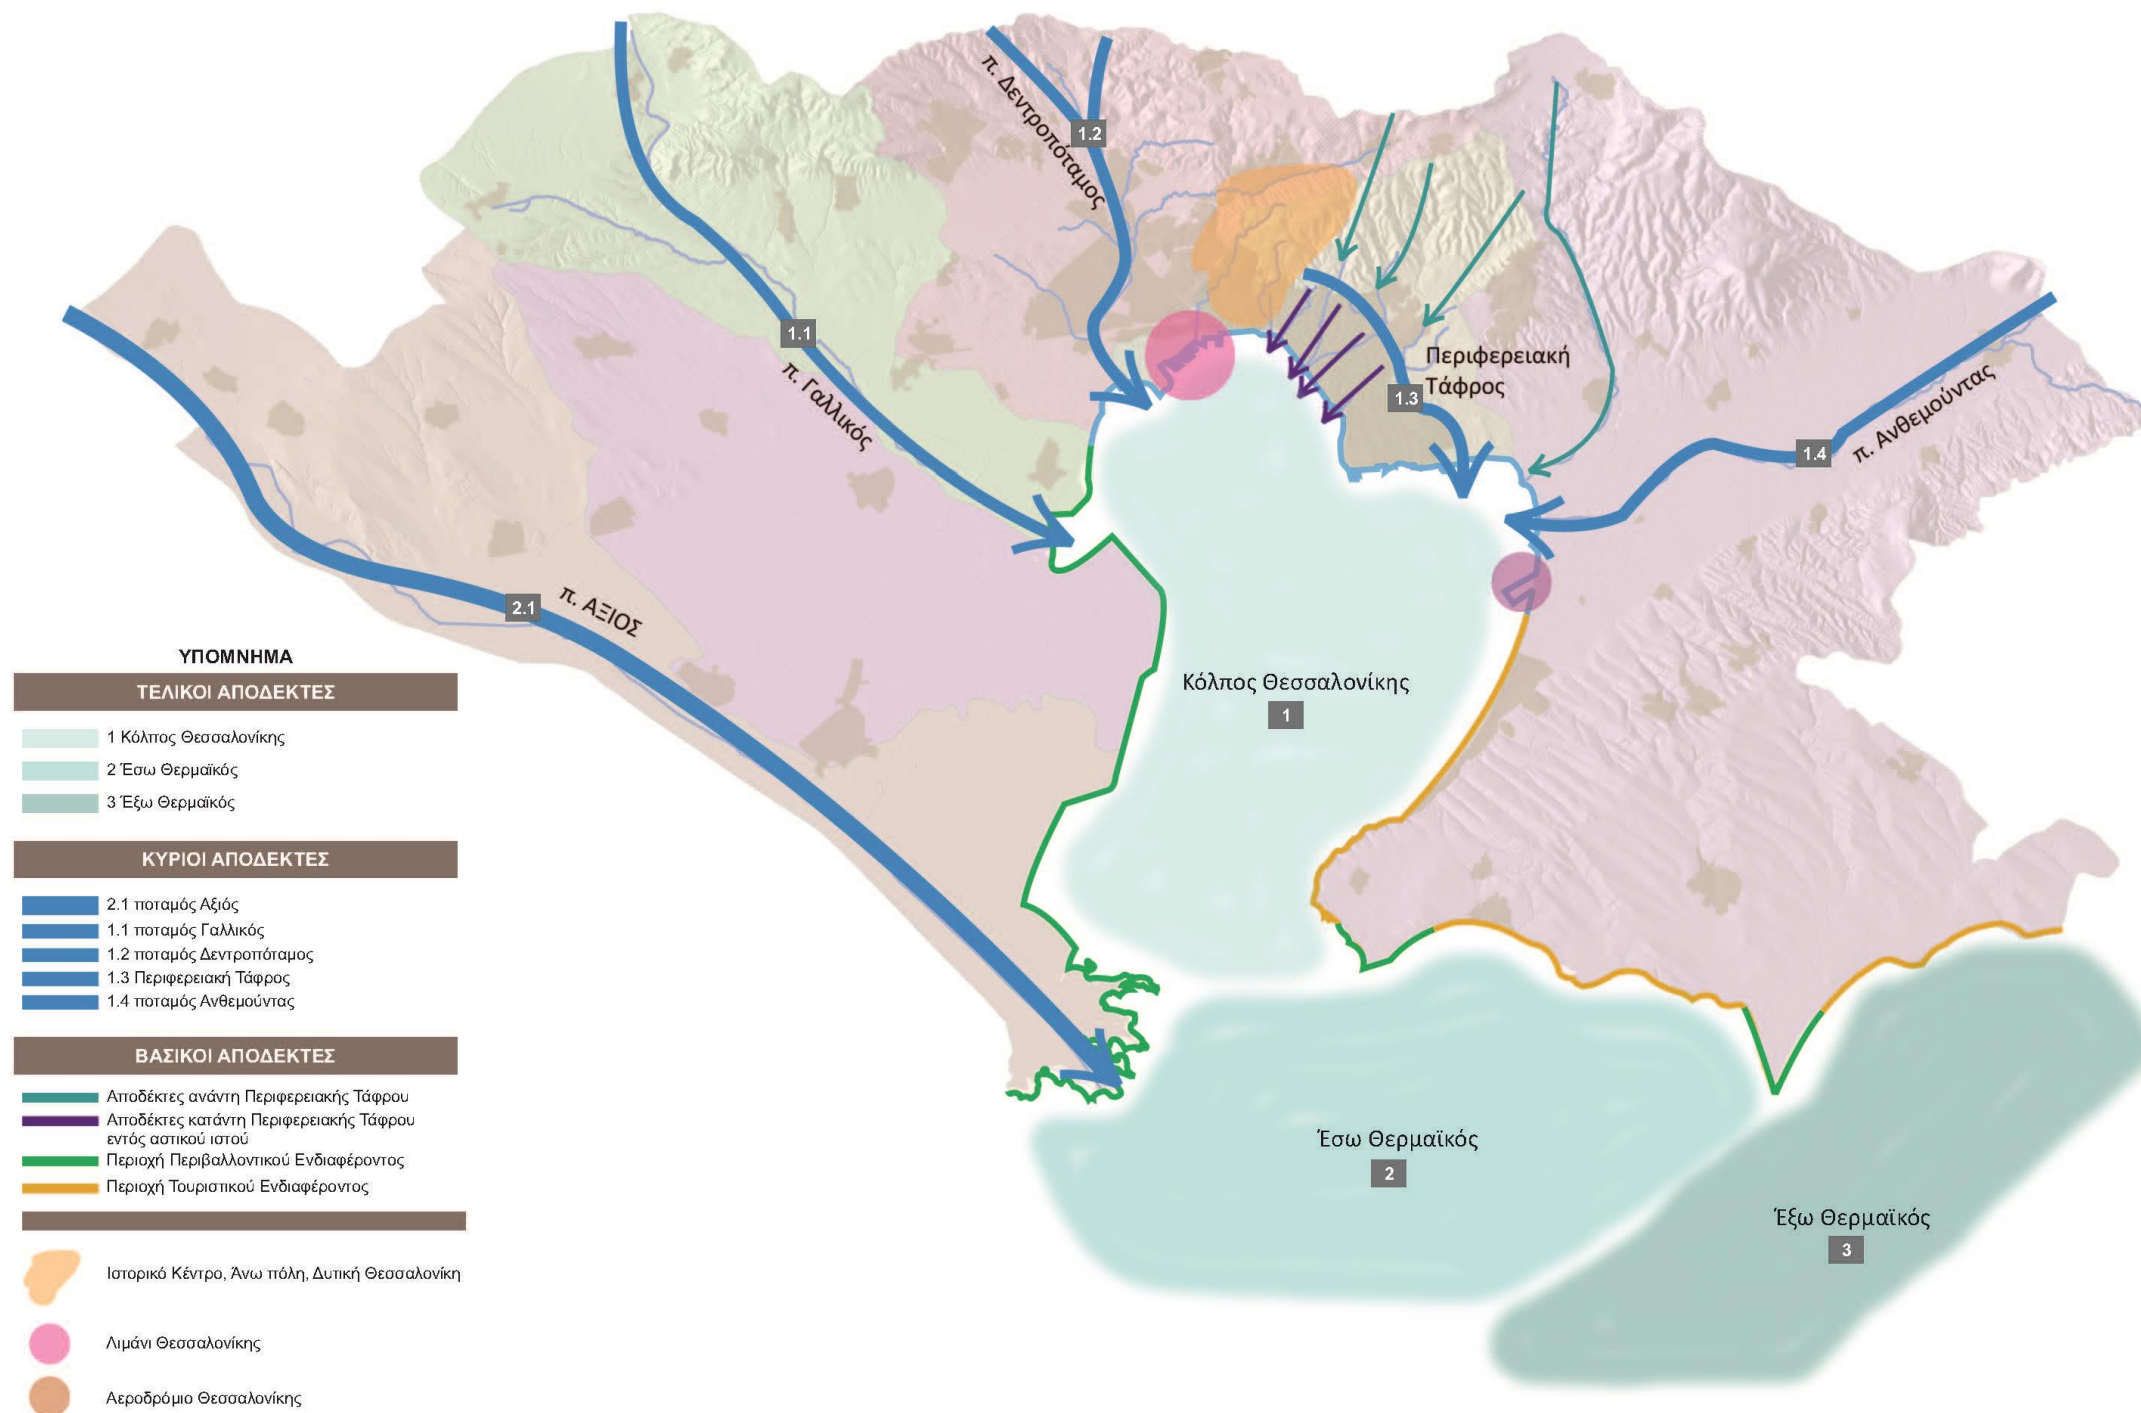 π. Δεντροπόταμος
1.2
1.1
π. Γαλλικός
Περιφερειακή
Τάφρος
1.3
π. Ανθεμούντας
1.4
2.1
π. ΑΞΙΟΣ
Κόλπος Θεσσαλονίκης
1
Έσω Θερμαϊκός
2
Έξω Θερμαϊκός
3
ΥΠΟΜΝΗΜΑ
ΤΕΛΙΚΟΙ ΑΠΟΔΕΚΤΕΣ
1 Κόλπος Θεσσαλονίκης
2 Έσω Θερμαϊκός
3 Έξω Θερμαϊκός
ΚΥΡΙΟΙ ΑΠΟΔΕΚΤΕΣ
2.1 ποταμός Αξιός
1.1 ποταμός Γαλλικός
1.2 ποταμός Δεντροπόταμος
1.3 Περιφερειακή Τάφρος
1.4 ποταμός Ανθεμούντας
ΒΑΣΙΚΟΙ ΑΠΟΔΕΚΤΕΣ
Αποδέκτες ανάντη Περιφερειακής Τάφρου
Αποδέκτες κατάντη Περιφερειακής Τάφρου
εντός αστικού ιστού
Περιοχή Περιβαλλοντικού Ενδιαφέροντος
Περιοχή Τουριστικού Ενδιαφέροντος
Ιστορικό Κέντρο, Άνω πόλη, Δυτική Θεσσαλονίκη
Λιμάνι Θεσσαλονίκης
Αεροδρόμιο Θεσσαλονίκης